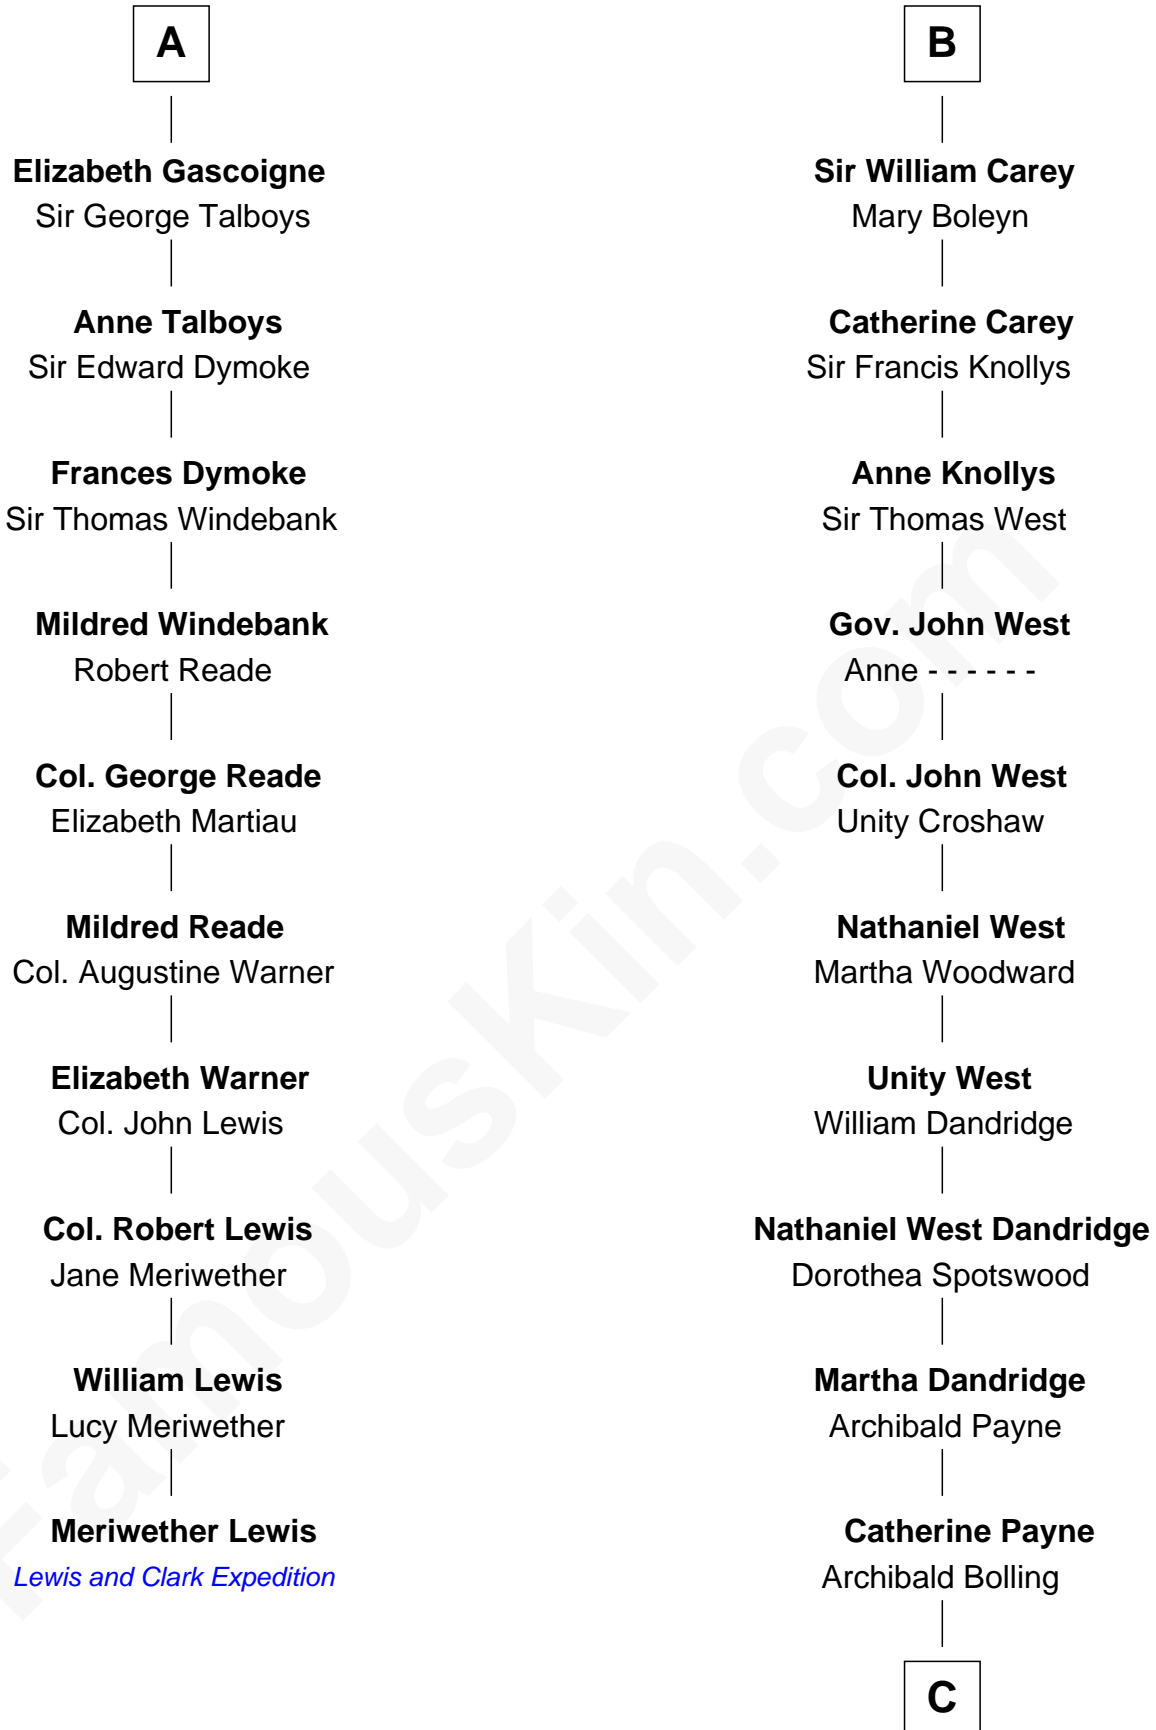 A
Elizabeth Gascoigne
Sir George Talboys
Anne Talboys
Sir Edward Dymoke
Frances Dymoke
Sir Thomas Windebank
Mildred Windebank
Robert Reade
Col. George Reade
Elizabeth Martiau
Mildred Reade
Col. Augustine Warner
Elizabeth Warner
Col. John Lewis
Col. Robert Lewis
Jane Meriwether
William Lewis
Lucy Meriwether
Meriwether Lewis
Lewis and Clark Expedition
B
Sir William Carey
Mary Boleyn
Catherine Carey
Sir Francis Knollys
Anne Knollys
Sir Thomas West
Gov. John West
Anne - - - - - -
Col. John West
Unity Croshaw
Nathaniel West
Martha Woodward
Unity West
William Dandridge
Nathaniel West Dandridge
Dorothea Spotswood
Martha Dandridge
Archibald Payne
Catherine Payne
Archibald Bolling
C
FamousKin.com